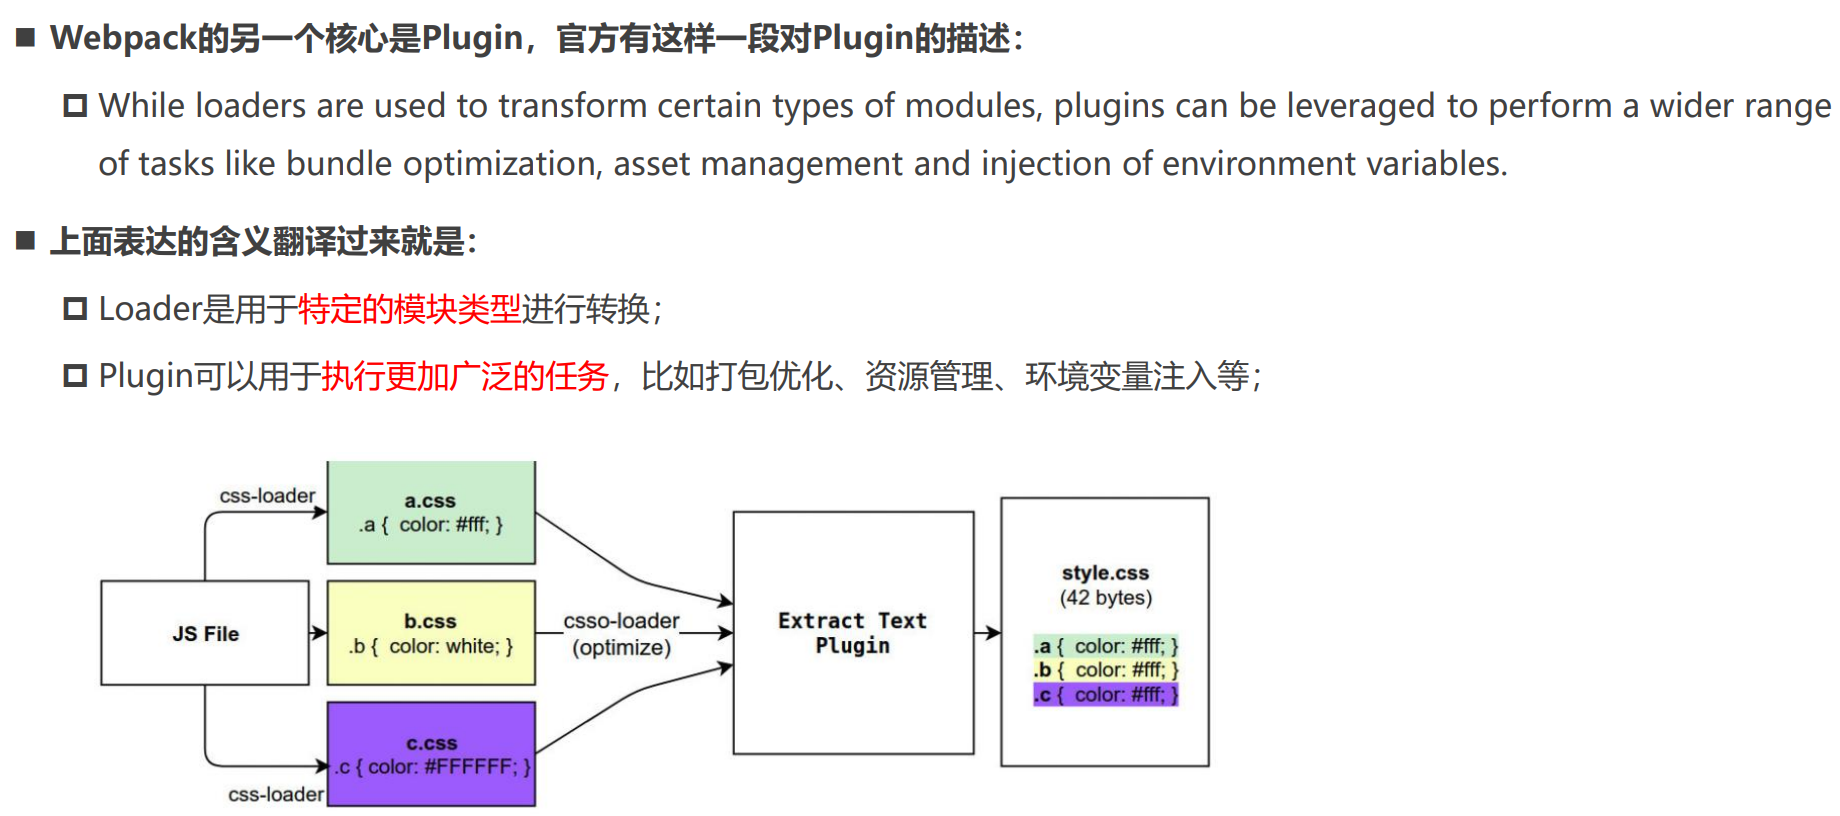 Webpack的另一个核心是Plugin，官方有这样一段对Plugin的描述：
While loaders are used to transform certain types of modules, plugins can be leveraged to perform a wider range
of tasks like bundle optimization, asset management and injection of environment variables.
上面表达的含义翻译过来就是：
Loader是用于特定的模块类型进行转换；
Plugin可以用于执行更加广泛的任务，比如打包优化、资源管理、环境变量注入等；
css-loader
a.css
.a { color: #fff; }
JS File
b.css
.b { color: white; }
csso-loader
(optimize)
c.css
.c { color: #FFFFFF; }
css-loader
Extract Text
Plugin
style.css
(42 bytes)
.a { color: #fff; }
.b { color: #fff; }
.c { color: #fff; }